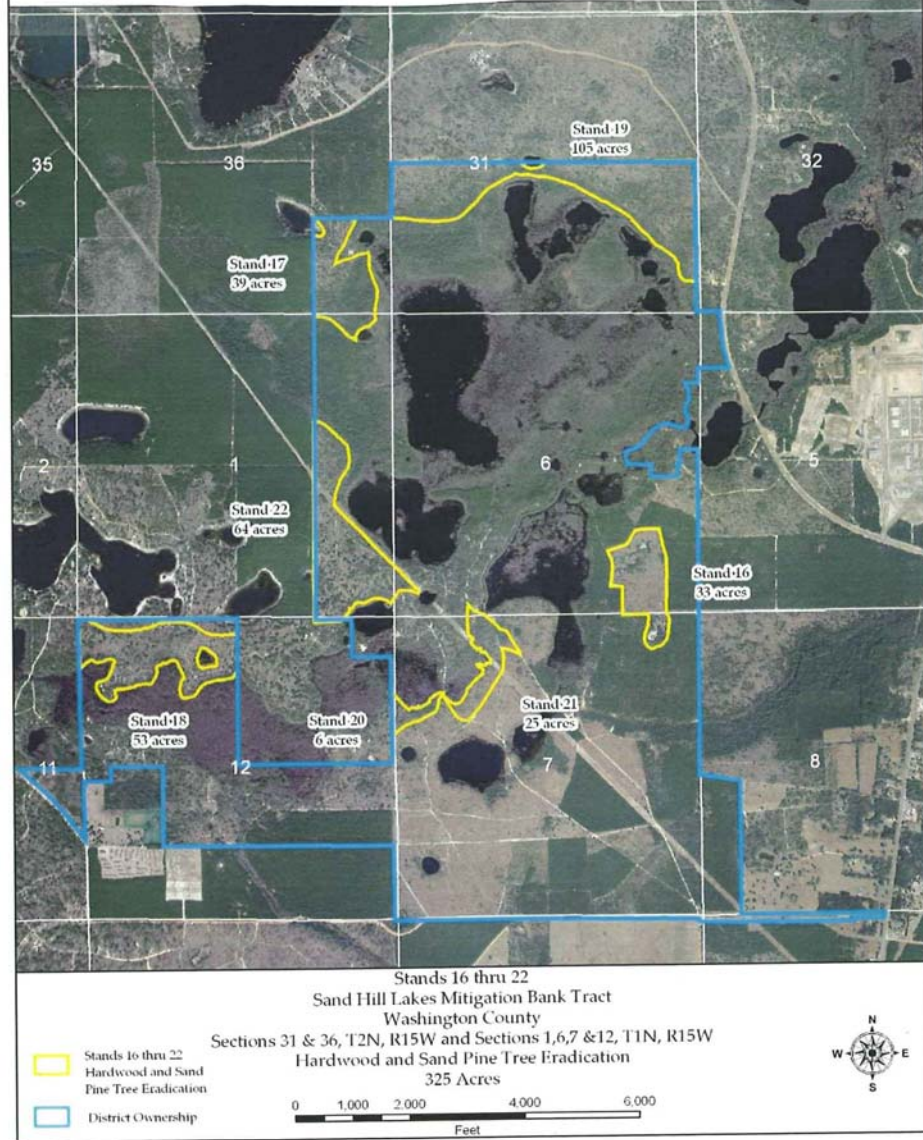 Stand 19
105 acres
35
36
31
32
Stand 17
39 acres
2
1
6
5
Stand 22
64 acres
Stand 16
33 acres
Stand 18
53 acres
Stand 20
6 acres
Stand 21
25 acres
11
12
7
8
Stands 16 thru 22
Sand Hill Lakes Mitigation Bank Tract
Washington County
Sections 31 & 36, T2N, R15W and Sections 1,6,7 &12, T1N, R15W
Hardwood and Sand Pine Tree Eradication
325 Acres
Stands 16 thru 22
Hardwood and Sand
Pine Tree Eradication
District Ownership
0 1,000 2,000 4,000 6,000
Feet
N
W E
S